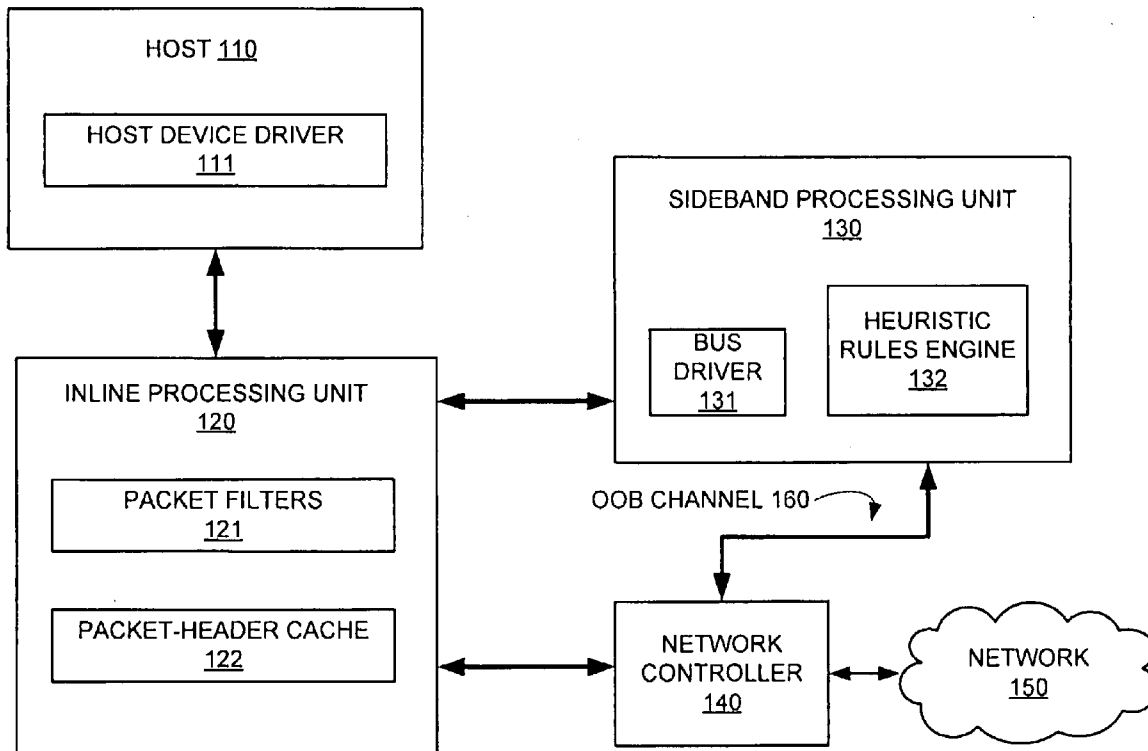 HOST 110
HOST DEVICE DRIVER
111
SIDEBAND PROCESSING UNIT
130
BUS
DRIVER
131
HEURISTIC
RULES ENGINE
132
INLINE PROCESSING UNIT
120
PACKET FILTERS
121
PACKET-HEADER CACHE
122
OOB CHANNEL 160
NETWORK
CONTROLLER
140
NETWORK
150